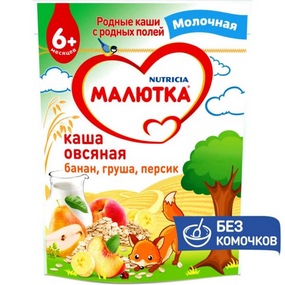 Родные каши
с родных полей
Молочная
6+
месяцев
NUTRICIA
МАЛЮТКА®
каша
овсяная
банан, груша, персик
БЕЗ
КОМОЧКОВ